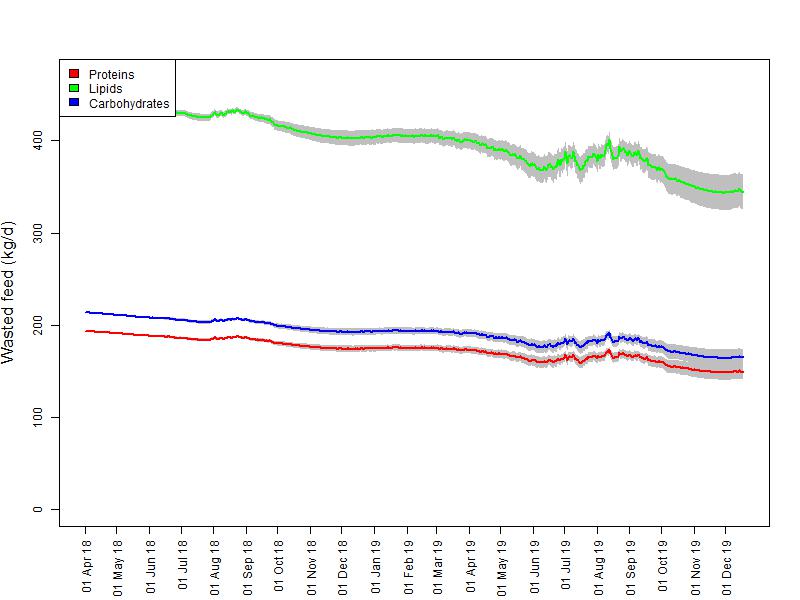 Proteins
Lipids
Carbohydrates
Wasted feed (kg/d)
400
300
200
100
0
01 Apr 18
01 May 18
01 Jun 18
01 Jul 18
01 Aug 18
01 Sep 18
01 Oct 18
01 Nov 18
01 Dec 18
01 Jan 19
01 Feb 19
01 Mar 19
01 Apr 19
01 May 19
01 Jun 19
01 Jul 19
01 Aug 19
01 Sep 19
01 Oct 19
01 Nov 19
01 Dec 19